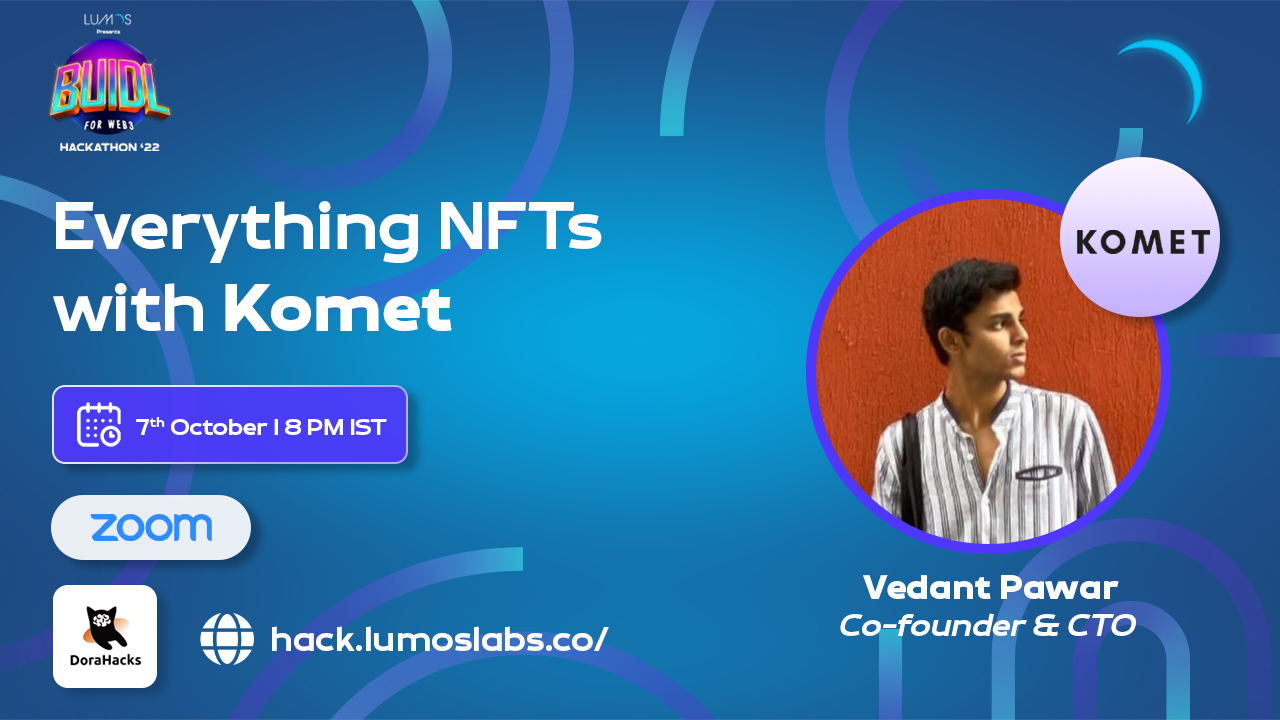 LUMOS
Presents
BUIDL
FOR WEB3
HACKATHON '22
Everything NFTs
with Komet
7th October | 8 PM IST
zoom
DoraHacks
hack.lumoslabs.co/
KOMET
Vedant Pawar
Co-founder & CTO